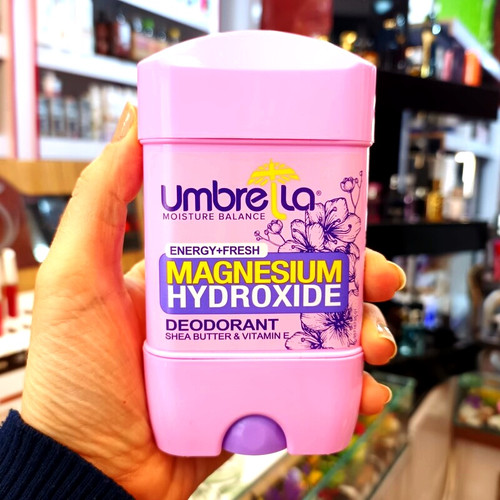 Umbrella®
MOISTURE BALANCE
ENERGY+FRESH
MAGNESIUM
HYDROXIDE
DEODORANT
SHEA BUTTER & VITAMIN E